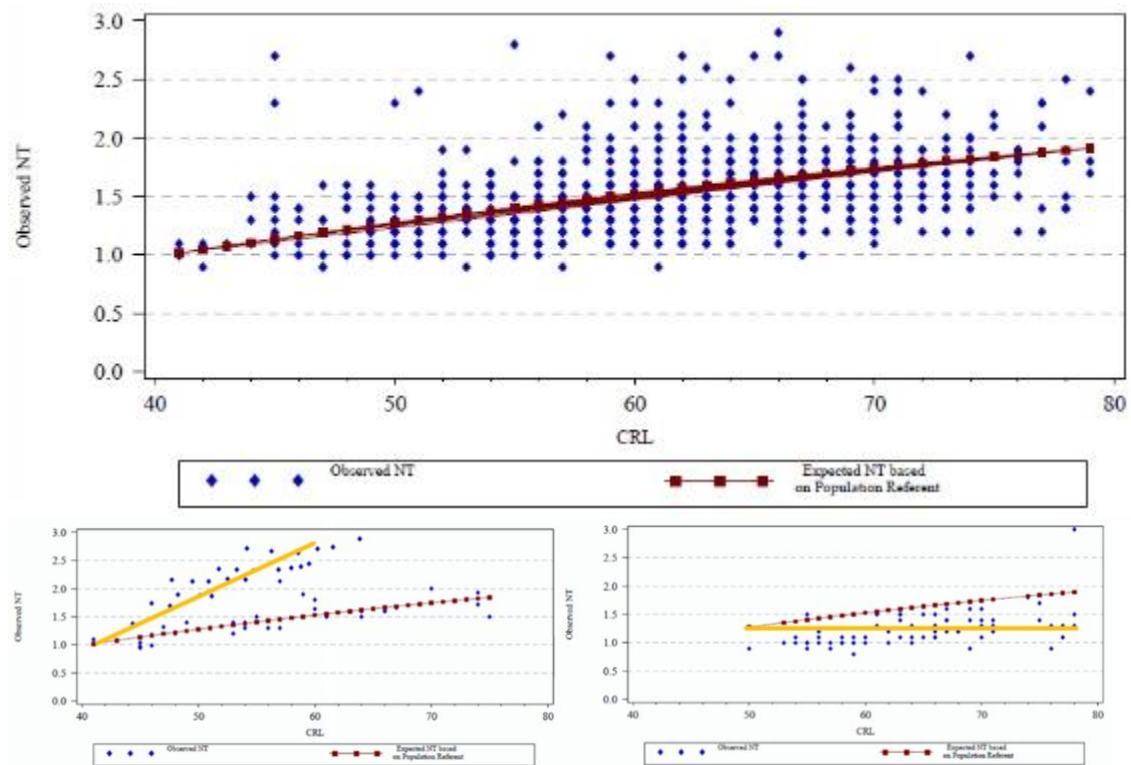 3.0
2.5
2.0
1.5
1.0
0.5
0.0
Observed NT
40 50 60 70 80
CRL
Observed NT
Expected NT based
on Population Referent
3.0
2.5
2.0
1.5
1.0
0.5
0.0
Observed NT
40 50 60 70 80
CRL
Observed NT
Expected NT based
on Population Referent
3.0
2.5
2.0
1.5
1.0
0.5
0.0
Observed NT
40 50 60 70 80
CRL
Observed NT
Expected NT based
on Population Referent